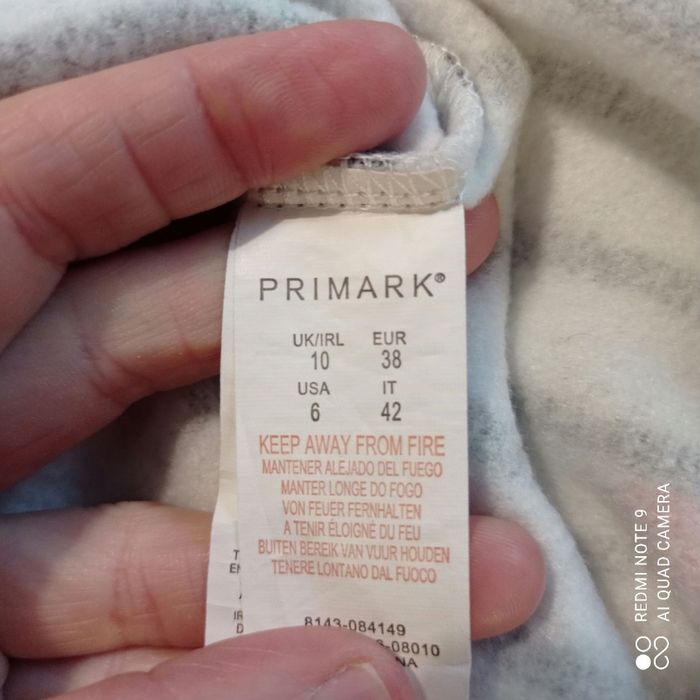 PRIMARK®
UK/IRL EUR
10 38
USA IT
6 42
KEEP AWAY FROM FIRE
MANTENER ALEJADO DEL FUEGO
MANTER LONGE DO FOGO
VON FEUER FERNHALTEN
A TENIR ÉLOIGNÉ DU FEU
BUITEN BEREIK VAN VUUR HOUDEN
TENERE LONTANO DAL FUOCO
8143-084149
-08010
REDMI NOTE 9
AI QUAD CAMERA